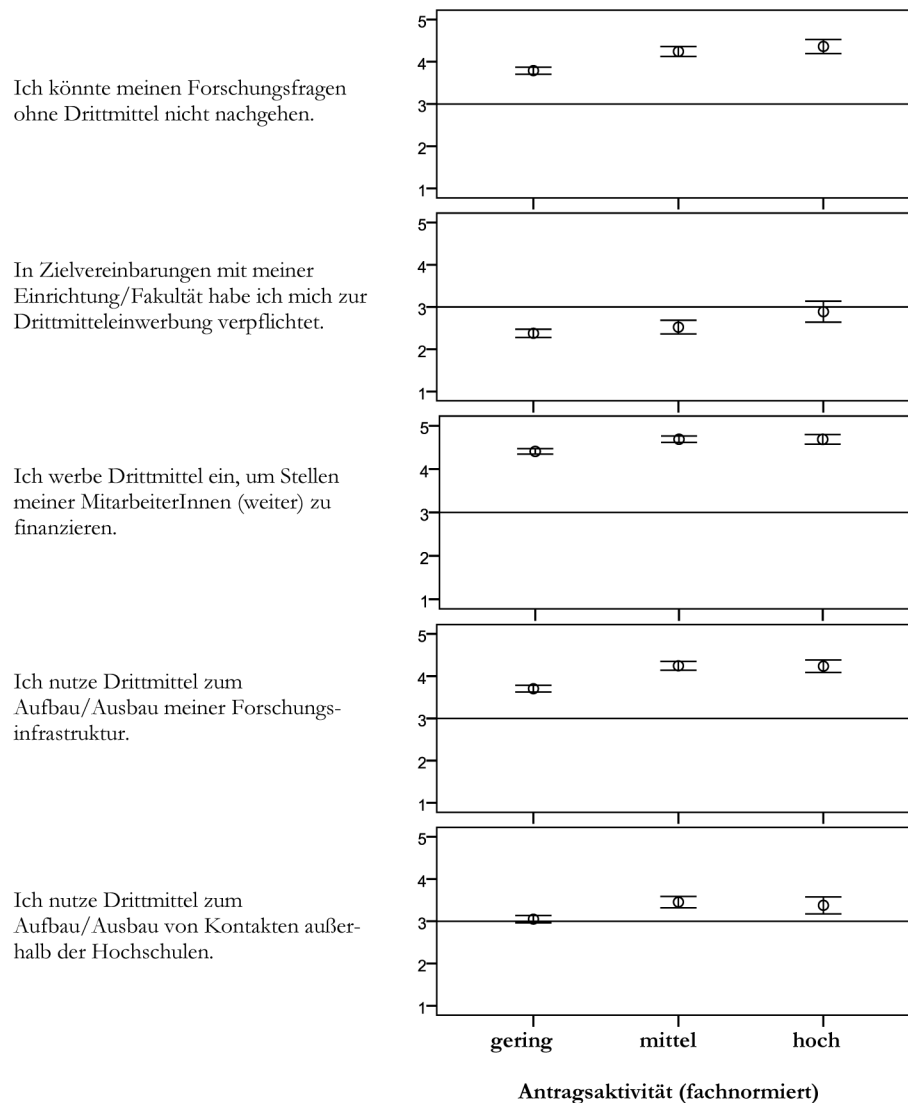 5
4
3
2
1
Ich könnte meinen Forschungsfragen
ohne Drittmittel nicht nachgehen.
5
4
3
2
1
In Zielvereinbarungen mit meiner
Einrichtung/Fakultät habe ich mich zur
Drittmitteleinwerbung verpflichtet.
5
4
3
2
1
Ich werbe Drittmittel ein, um Stellen
meiner MitarbeiterInnen (weiter) zu
finanzieren.
5
4
3
2
1
Ich nutze Drittmittel zum
Aufbau/Ausbau meiner Forschungs-
infrastruktur.
5
4
3
2
1
Ich nutze Drittmittel zum
Aufbau/Ausbau von Kontakten außer-
halb der Hochschulen.
gering mittel hoch
Antragsaktivität (fachnormiert)